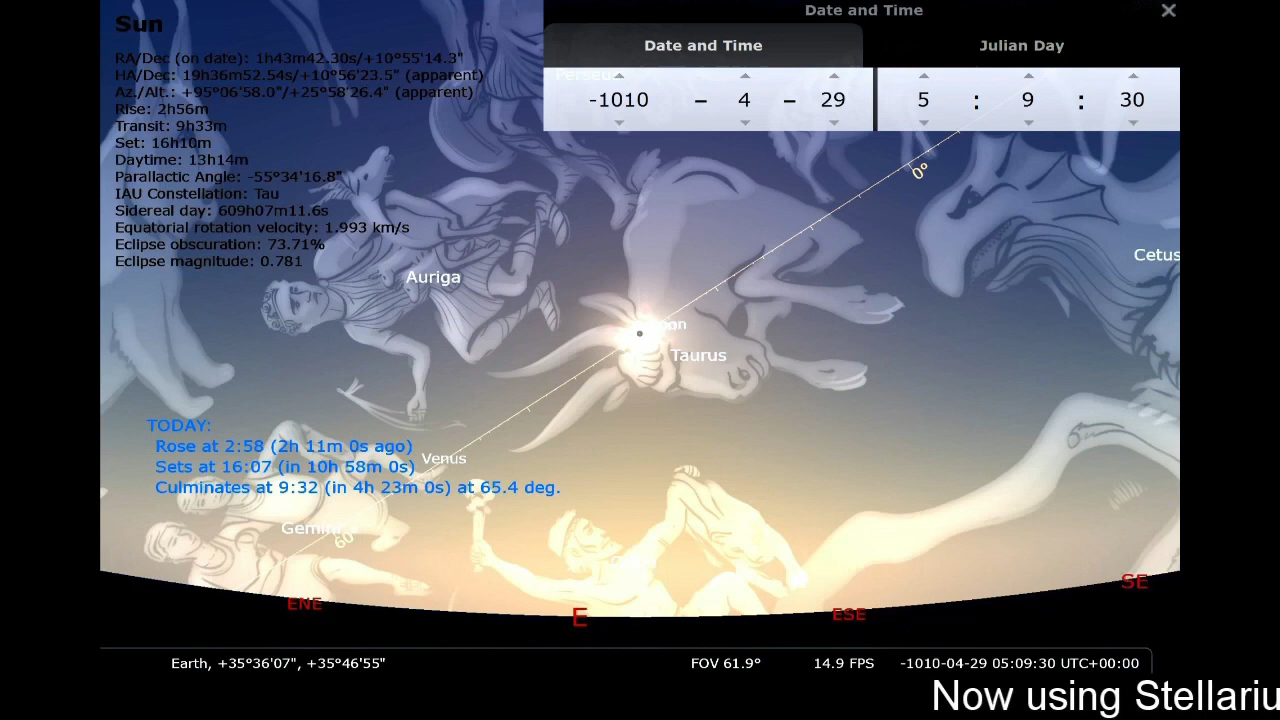 Date and Time
Sun
Date and Time
Julian Day
RA/Dec (on date): 1h43m42.30s/+10°55'14.3"
HA/Dec: 19h36m52.54s/+10°56'23.5" (apparent)
Perseus
Az./Alt.: +95°06'58.0"/+25°58'26.4" (apparent)
-1010 - 4 - 29 5 : 9 : 30
Rise: 2h56m
Transit: 9h33m
Set: 16h10m
Daytime: 13h14m
Parallactic Angle: -55°34'16.8"
0°
IAU Constellation: Tau
Sidereal day: 609h07m11.6s
Equatorial rotation velocity: 1.993 km/s
Eclipse obscuration: 73.71%
Cetus
Eclipse magnitude: 0.781
Auriga
Taurus
TODAY:
Rose at 2:58 (2h 11m 0s ago)
Venus
Sets at 16:07 (in 10h 58m 0s)
Culminates at 9:32 (in 4h 23m 0s) at 65.4 deg.
Gemini
60
SE
ENE
E
ESE
Earth, +35°36'07", +35°46'55"
FOV 61.9°
14.9 FPS
-1010-04-29 05:09:30 UTC+00:00
Now using Stellariu